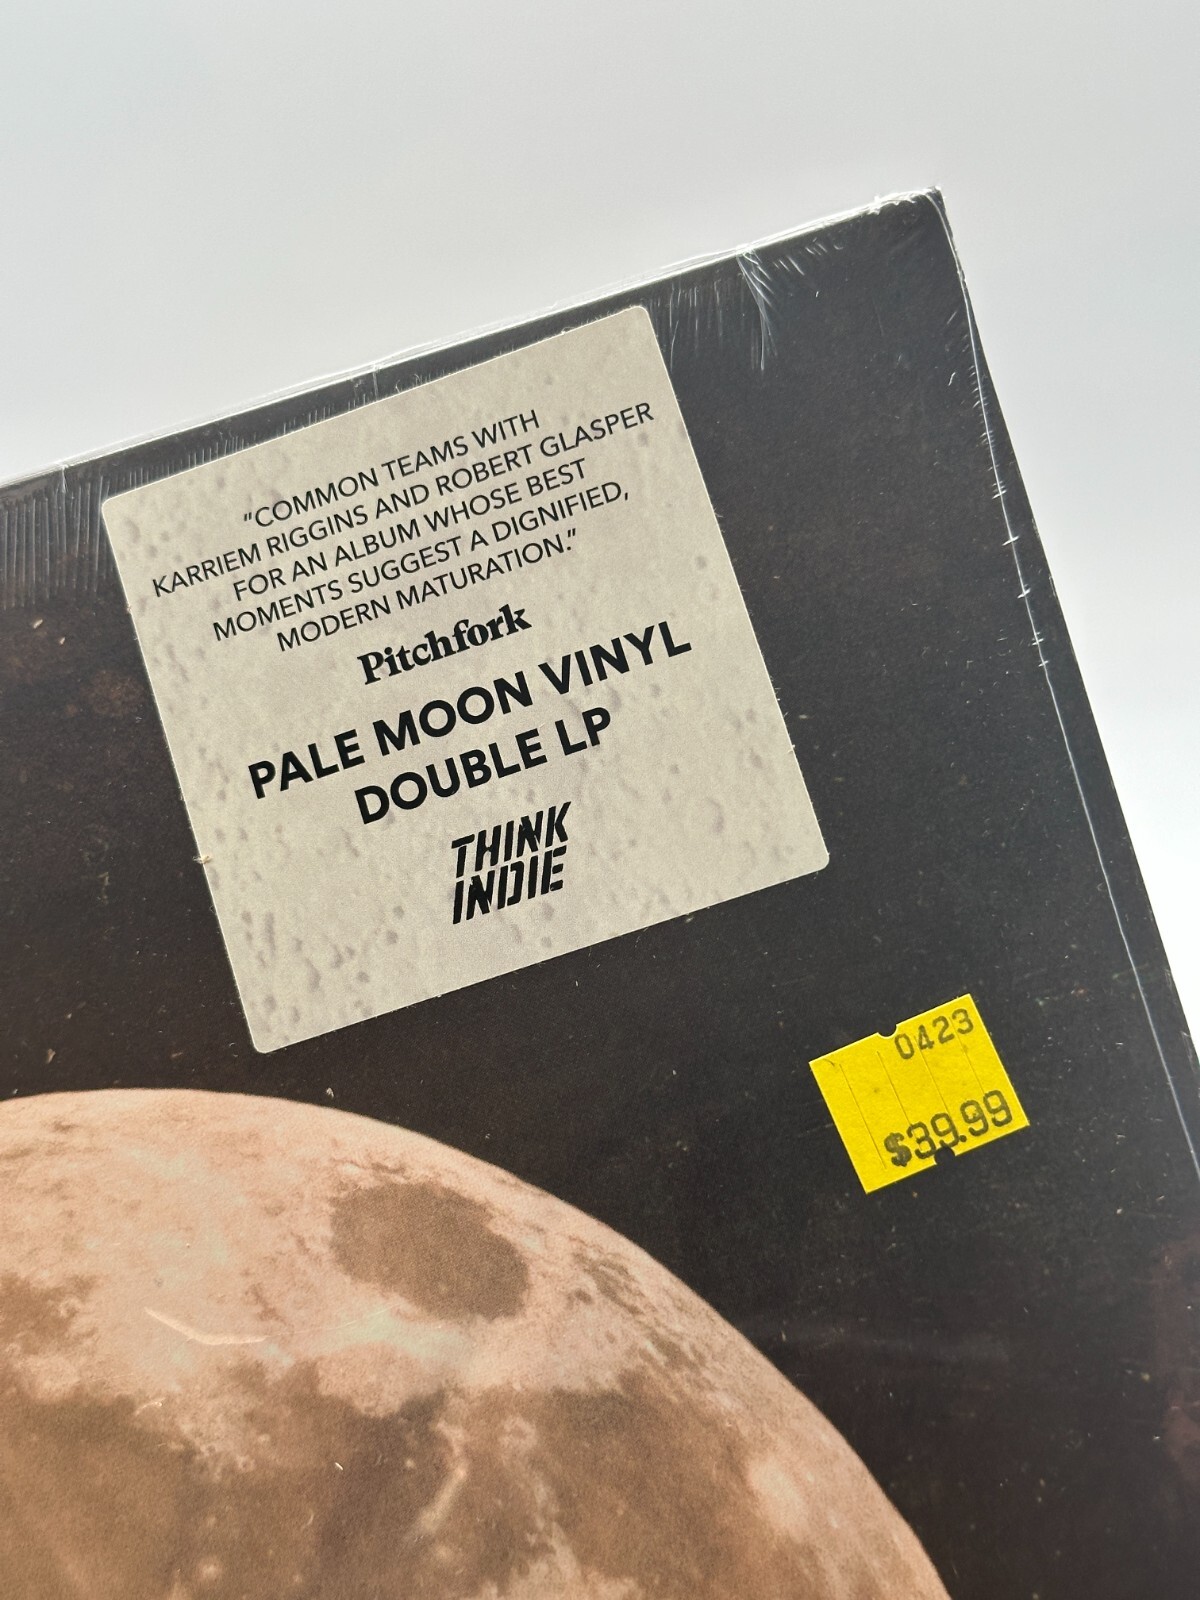 "COMMON TEAMS WITH
KARRIEM RIGGINS AND ROBERT GLASPER
FOR AN ALBUM WHOSE BEST
MOMENTS SUGGEST A DIGNIFIED,
MODERN MATURATION."
Pitchfork
PALE MOON VINYL
DOUBLE LP
THINK
INDIE
0423
$39.99